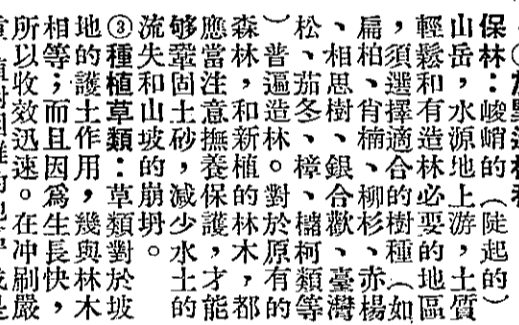 保林：峻峭的（陡起的）
山岳，水源地上游，土質
輕鬆和有造林必要的地區
，須選擇適合的樹種（如
扁柏、肖楠、柳杉、赤楊
、相思樹、銀合歡、臺灣
松、茄冬、樟、櫧柯類等
）普遍造林。對於原有的
森林，和新植的林木，都
應當注意撫養保護，才能
够鞏固土砂，減少水土的
流失和山坡的崩坍。
③種植草類：草類對於坡
地的護土作用，幾與林木
相等；而且因爲生長快，
所以收效迅速。在冲刷嚴